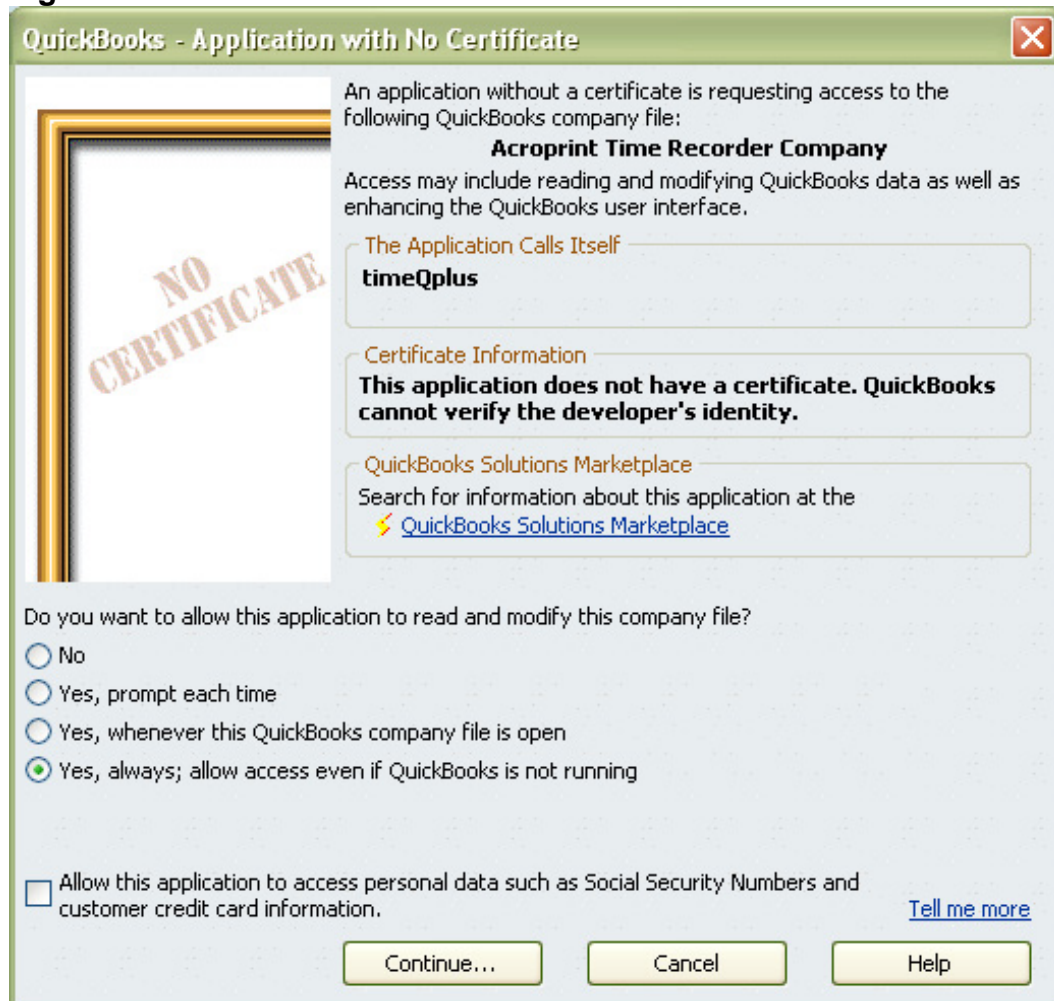 QuickBooks - Application with No Certificate
An application without a certificate is requesting access to the
following QuickBooks company file:
Acroprint Time Recorder Company
Access may include reading and modifying QuickBooks data as well as
enhancing the QuickBooks user interface.
The Application Calls Itself
timeQplus
NO
CERTIFICATE
Certificate Information
This application does not have a certificate. QuickBooks
cannot verify the developer's identity.
QuickBooks Solutions Marketplace
Search for information about this application at the
QuickBooks Solutions Marketplace
Do you want to allow this application to read and modify this company file?
No
Yes, prompt each time
Yes, whenever this QuickBooks company file is open
Yes, always; allow access even if QuickBooks is not running
Allow this application to access personal data such as Social Security Numbers and
customer credit card information.
Tell me more
Continue...
Cancel
Help